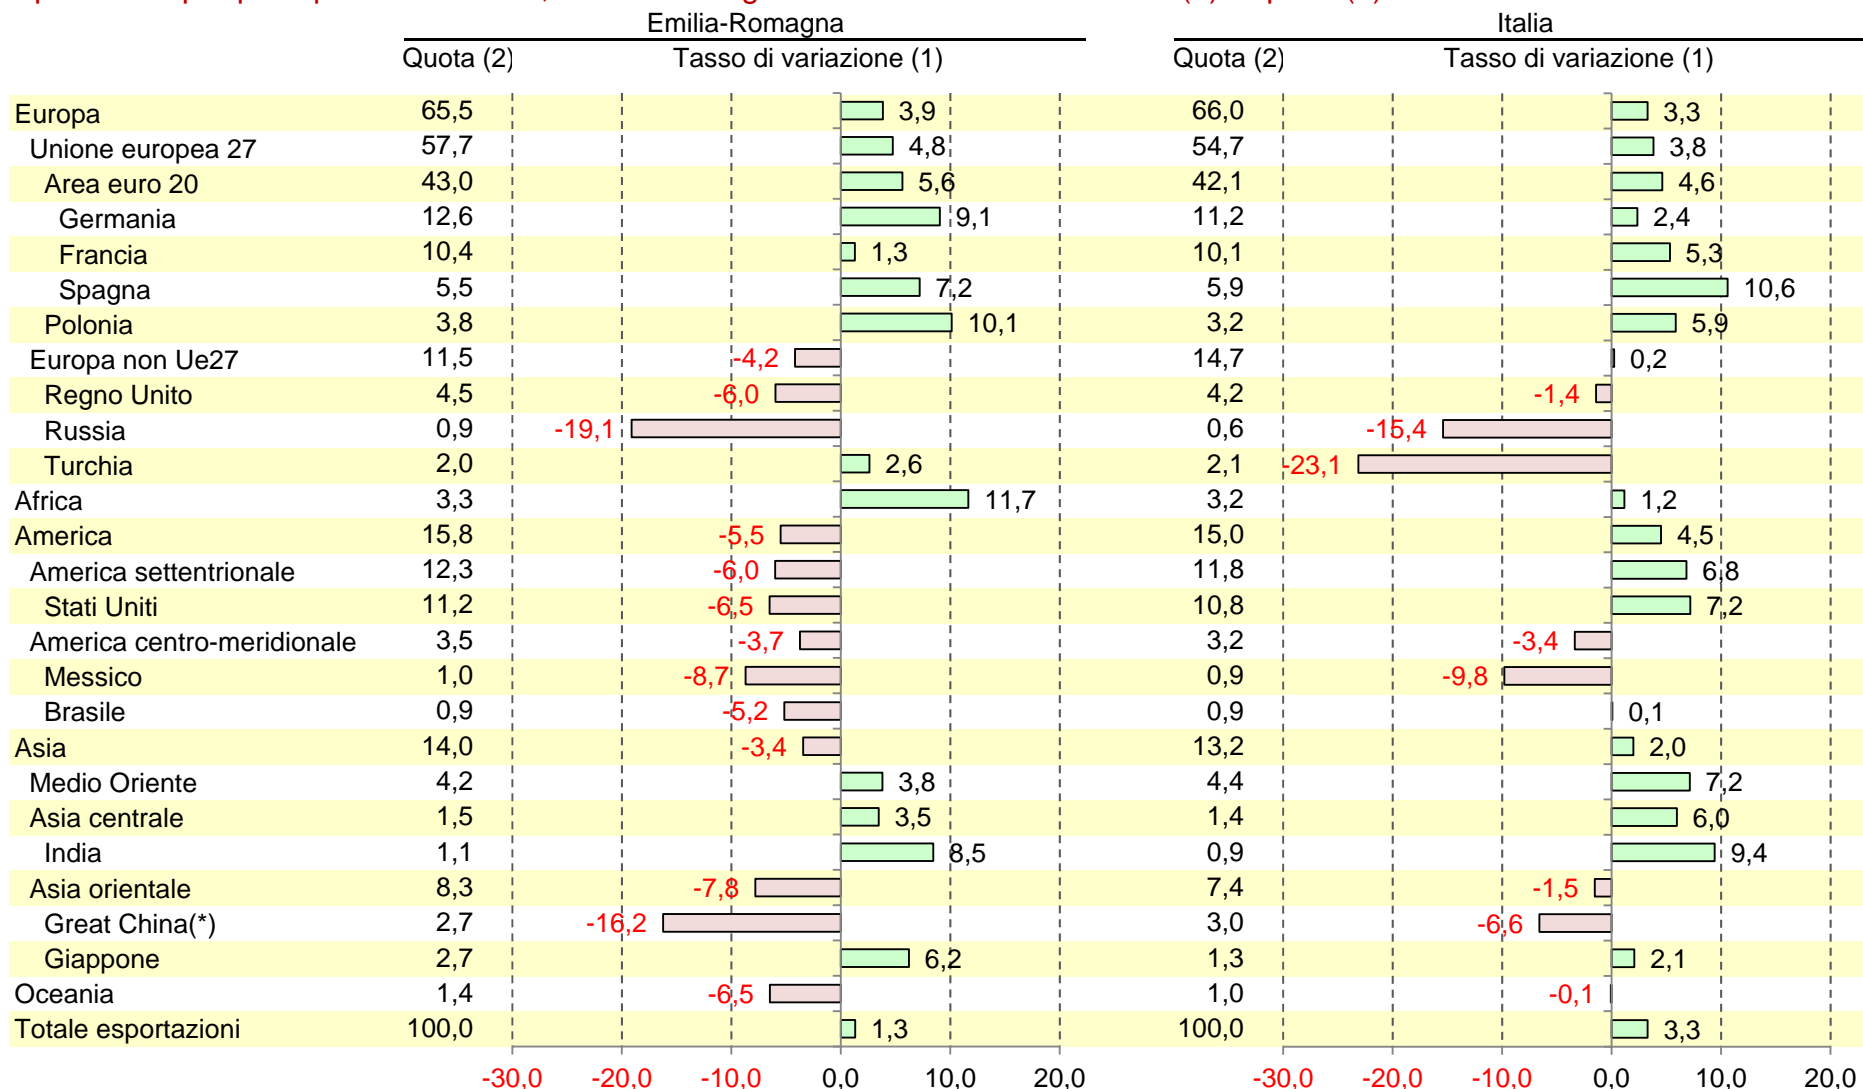 Emilia-Romagna Italia
Quota (2) Tasso di variazione (1) Quota (2) Tasso di variazione (1)
Europa 65,5 3,9 66,0 3,3
Unione europea 27 57,7 4,8 54,7 3,8
Area euro 20 43,0 5,6 42,1 4,6
Germania 12,6 9,1 11,2 2,4
Francia 10,4 1,3 10,1 5,3
Spagna 5,5 7,2 5,9 10,6
Polonia 3,8 10,1 3,2 5,9
Europa non Ue27 11,5 -4,2 14,7 0,2
Regno Unito 4,5 -6,0 4,2 -1,4
Russia 0,9 -19,1 0,6 -15,4
Turchia 2,0 2,6 2,1 -23,1
Africa 3,3 11,7 3,2 1,2
America 15,8 -5,5 15,0 4,5
America settentrionale 12,3 -6,0 11,8 6,8
Stati Uniti 11,2 -6,5 10,8 7,2
America centro-meridionale 3,5 -3,7 3,2 -3,4
Messico 1,0 -8,7 0,9 -9,8
Brasile 0,9 -5,2 0,9 0,1
Asia 14,0 -3,4 13,2 2,0
Medio Oriente 4,2 3,8 4,4 7,2
Asia centrale 1,5 3,5 1,4 6,0
India 1,1 8,5 0,9 9,4
Asia orientale 8,3 -7,8 7,4 -1,5
Great China(*) 2,7 -16,2 3,0 -6,6
Giappone 2,7 6,2 1,3 2,1
Oceania 1,4 -6,5 1,0 -0,1
Totale esportazioni 100,0 1,3 100,0 3,3
-30,0 -20,0 -10,0 0,0 10,0 20,0 -30,0 -20,0 -10,0 0,0 10,0 20,0